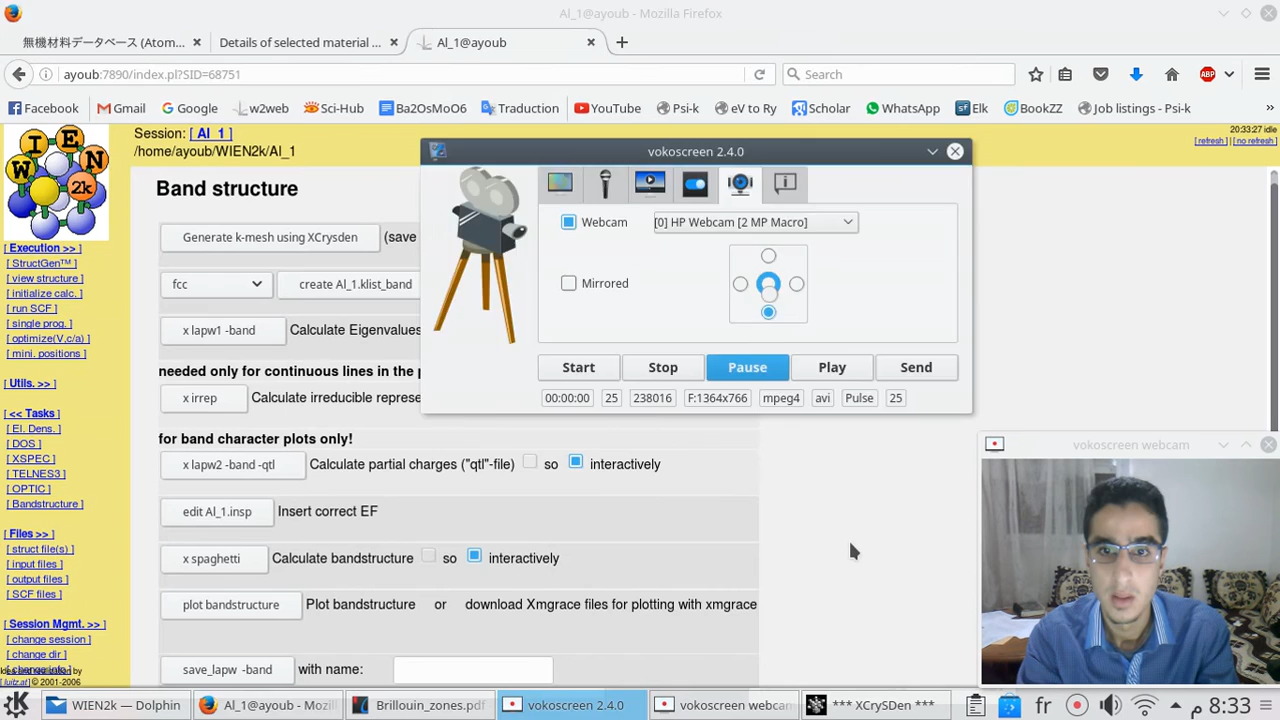 Al_1@ayoub - Mozilla Firefox
無機材料データベース (Atom...
Details of selected material ...
Al_1@ayoub
ayoub:7890/index.pl?SID=68751
Search
ABP
Facebook Gmail Google w2web Sci-Hub Ba2OsMoO6 Traduction YouTube Psi-k eV to Ry Scholar WhatsApp Elk BookZZ Job listings - Psi-k
WIEN 2k
Session: [ Al_1 ]
/home/ayoub/WIEN2k/Al_1
20:33:27 idle
[ refresh ] [ no refresh ]
Execution >>
[ StructGen™ ]
[ view structure ]
[ initialize calc. ]
[ run SCF ]
[ single prog. ]
[ optimize(V,c/a) ]
[ mini. positions ]
[ Utils. >> ]
[ << Tasks ]
[ El. Dens. ]
[ DOS ]
[ XSPEC ]
[ TELNES3 ]
[ OPTIC ]
[ Bandstructure ]
[ Files >> ]
[ struct file(s) ]
[ input files ]
[ output files ]
[ SCF files ]
[ Session Mgmt. >> ]
[ change session ]
[ change dir ]
[ change info ]
[ luitz.at ] © 2001-2006
Band structure
Generate k-mesh using XCrysden (save
fcc create Al_1.klist_band
x lapw1 -band Calculate Eigenvalues
needed only for continuous lines in the p
x irrep Calculate irreducible represe
for band character plots only!
x lapw2 -band -qtl Calculate partial charges ("qtl"-file) so interactively
edit Al_1.insp Insert correct EF
x spaghetti Calculate bandstructure so interactively
plot bandstructure Plot bandstructure or download Xmgrace files for plotting with xmgrace
save_lapw -band with name:
vokoscreen 2.4.0
Webcam [0] HP Webcam [2 MP Macro]
Mirrored
Start Stop Pause Play Send
00:00:00 25 238016 F:1364x766 mpeg4 avi Pulse 25
vokoscreen webcam
WIEN2k — Dolphin
Al_1@ayoub
Brillouin_zones.pdf
vokoscreen 2.4.0
vokoscreen webcam
*** XCrySDen ***
fr
8:33 م